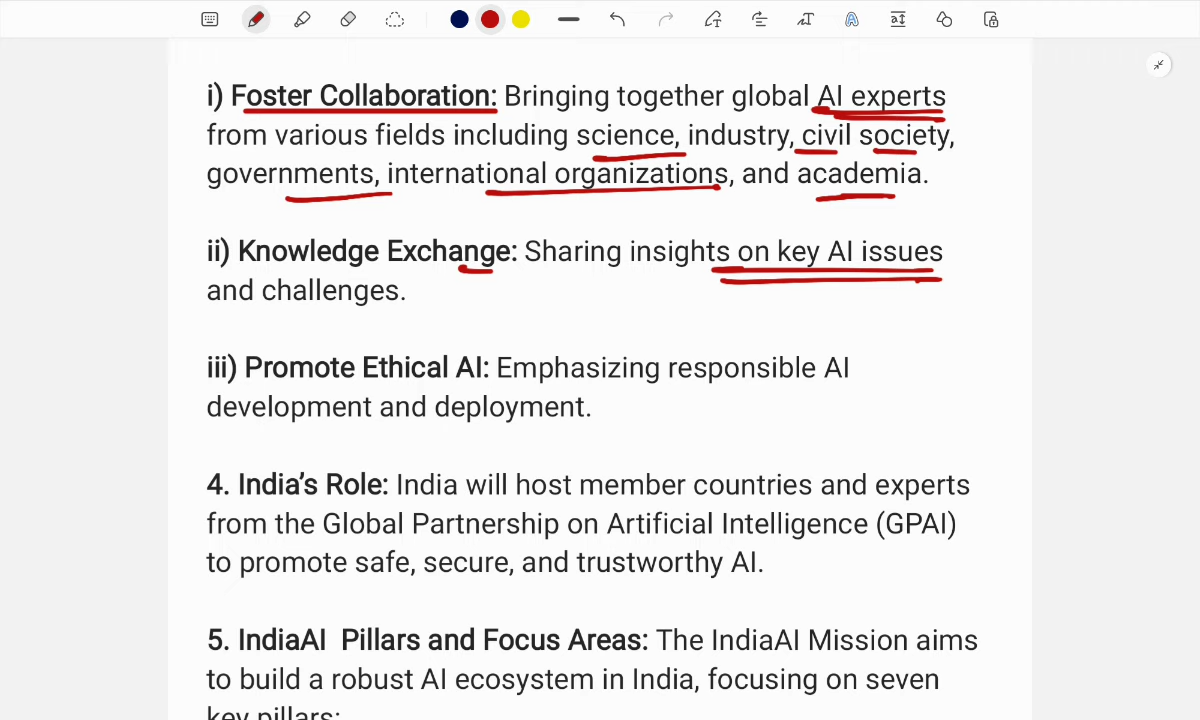 i) Foster Collaboration: Bringing together global AI experts
from various fields including science, industry, civil society,
governments, international organizations, and academia.
ii) Knowledge Exchange: Sharing insights on key AI issues
and challenges.
iii) Promote Ethical AI: Emphasizing responsible AI
development and deployment.
4. India’s Role: India will host member countries and experts
from the Global Partnership on Artificial Intelligence (GPAI)
to promote safe, secure, and trustworthy AI.
5. IndiaAI Pillars and Focus Areas: The IndiaAI Mission aims
to build a robust AI ecosystem in India, focusing on seven
key pillars: